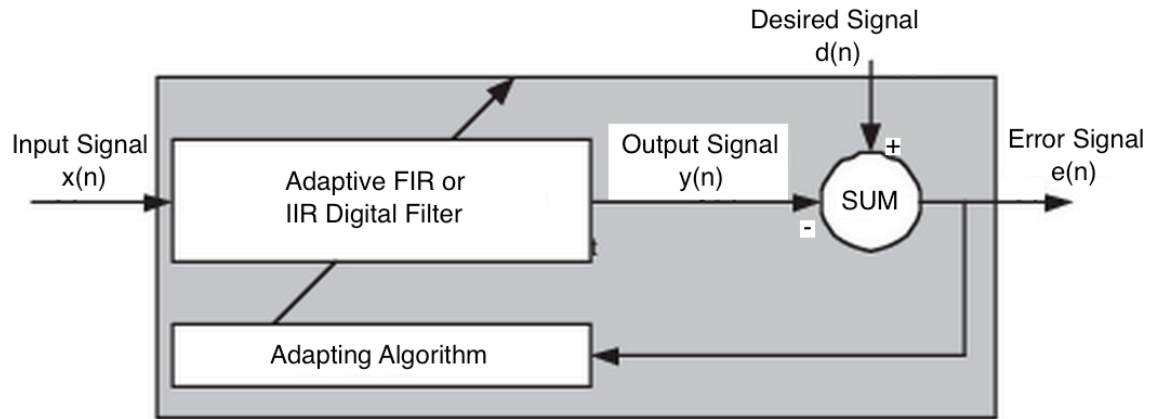 Desired Signal
d(n)
Input Signal
x(n)
Adaptive FIR or
IIR Digital Filter
Output Signal
y(n)
+
-
SUM
Error Signal
e(n)
Adapting Algorithm